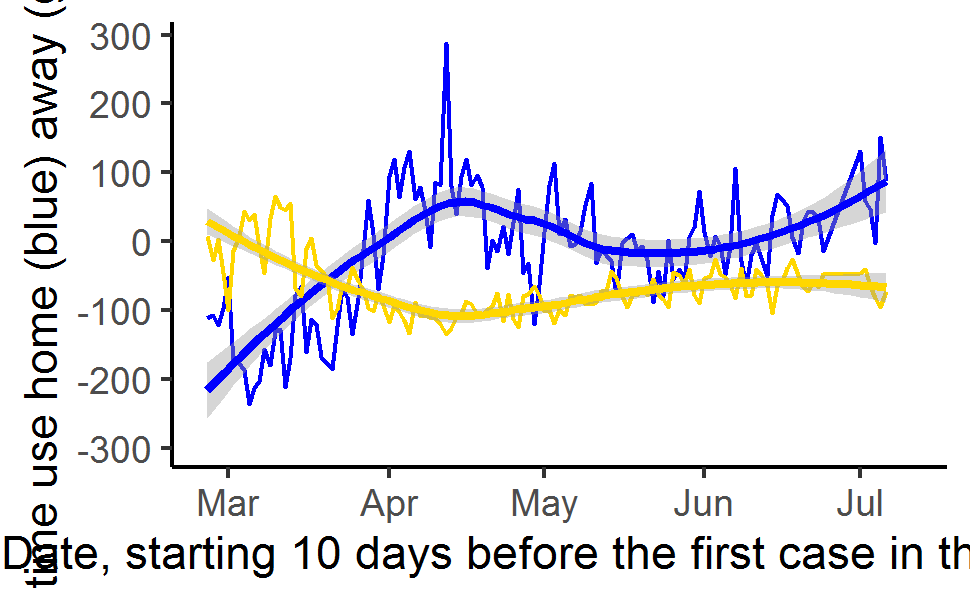 time use home (blue) away (
300
200
100
0
-100
-200
-300
Mar Apr May Jun Jul
Date, starting 10 days before the first case in th